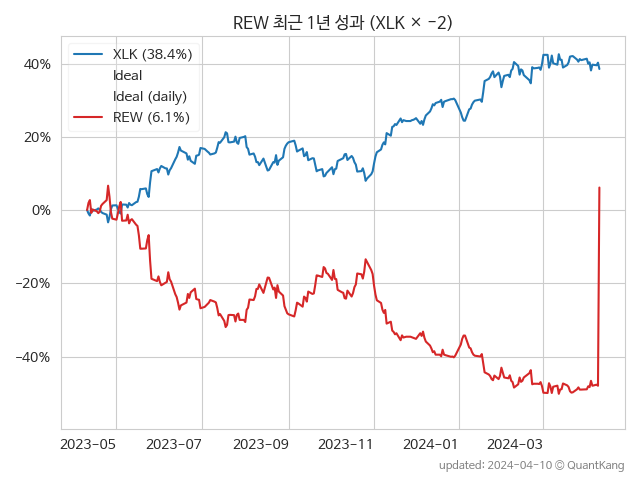 REW 최근 1년 성과 (XLK × −2)
XLK (38.4%)
Ideal
Ideal (daily)
REW (6.1%)
40%
20%
0%
−20%
−40%
2023−05 2023−07 2023−09 2023−11 2024−01 2024−03
updated: 2024-04-10 © QuantKang